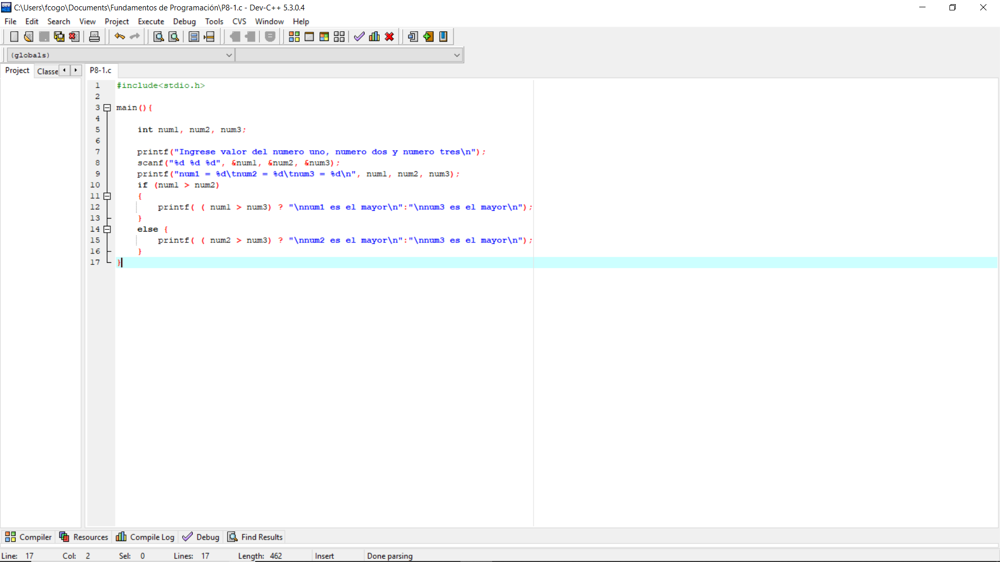 C:\Users\fcogo\Documents\Fundamentos de Programación\P8-1.c - Dev-C++ 5.3.0.4
File Edit Search View Project Execute Debug Tools CVS Window Help
(globals)
Project Classe P8-1.c
1 #include<stdio.h>
2
3 main(){
4
5 int num1, num2, num3;
6
7 printf("Ingrese valor del numero uno, numero dos y numero tres\n");
8 scanf("%d %d %d", &num1, &num2, &num3);
9 printf("num1 = %d\tnum2 = %d\tnum3 = %d\n", num1, num2, num3);
10 if (num1 > num2)
11 {
12 printf( ( num1 > num3) ? "\nnum1 es el mayor\n":"\nnum3 es el mayor\n");
13 }
14 else {
15 printf( ( num2 > num3) ? "\nnum2 es el mayor\n":"\nnum3 es el mayor\n");
16 }
17 }
Compiler Resources Compile Log Debug Find Results
Line: 17 Col: 2 Sel: 0 Lines: 17 Length: 462 Insert Done parsing